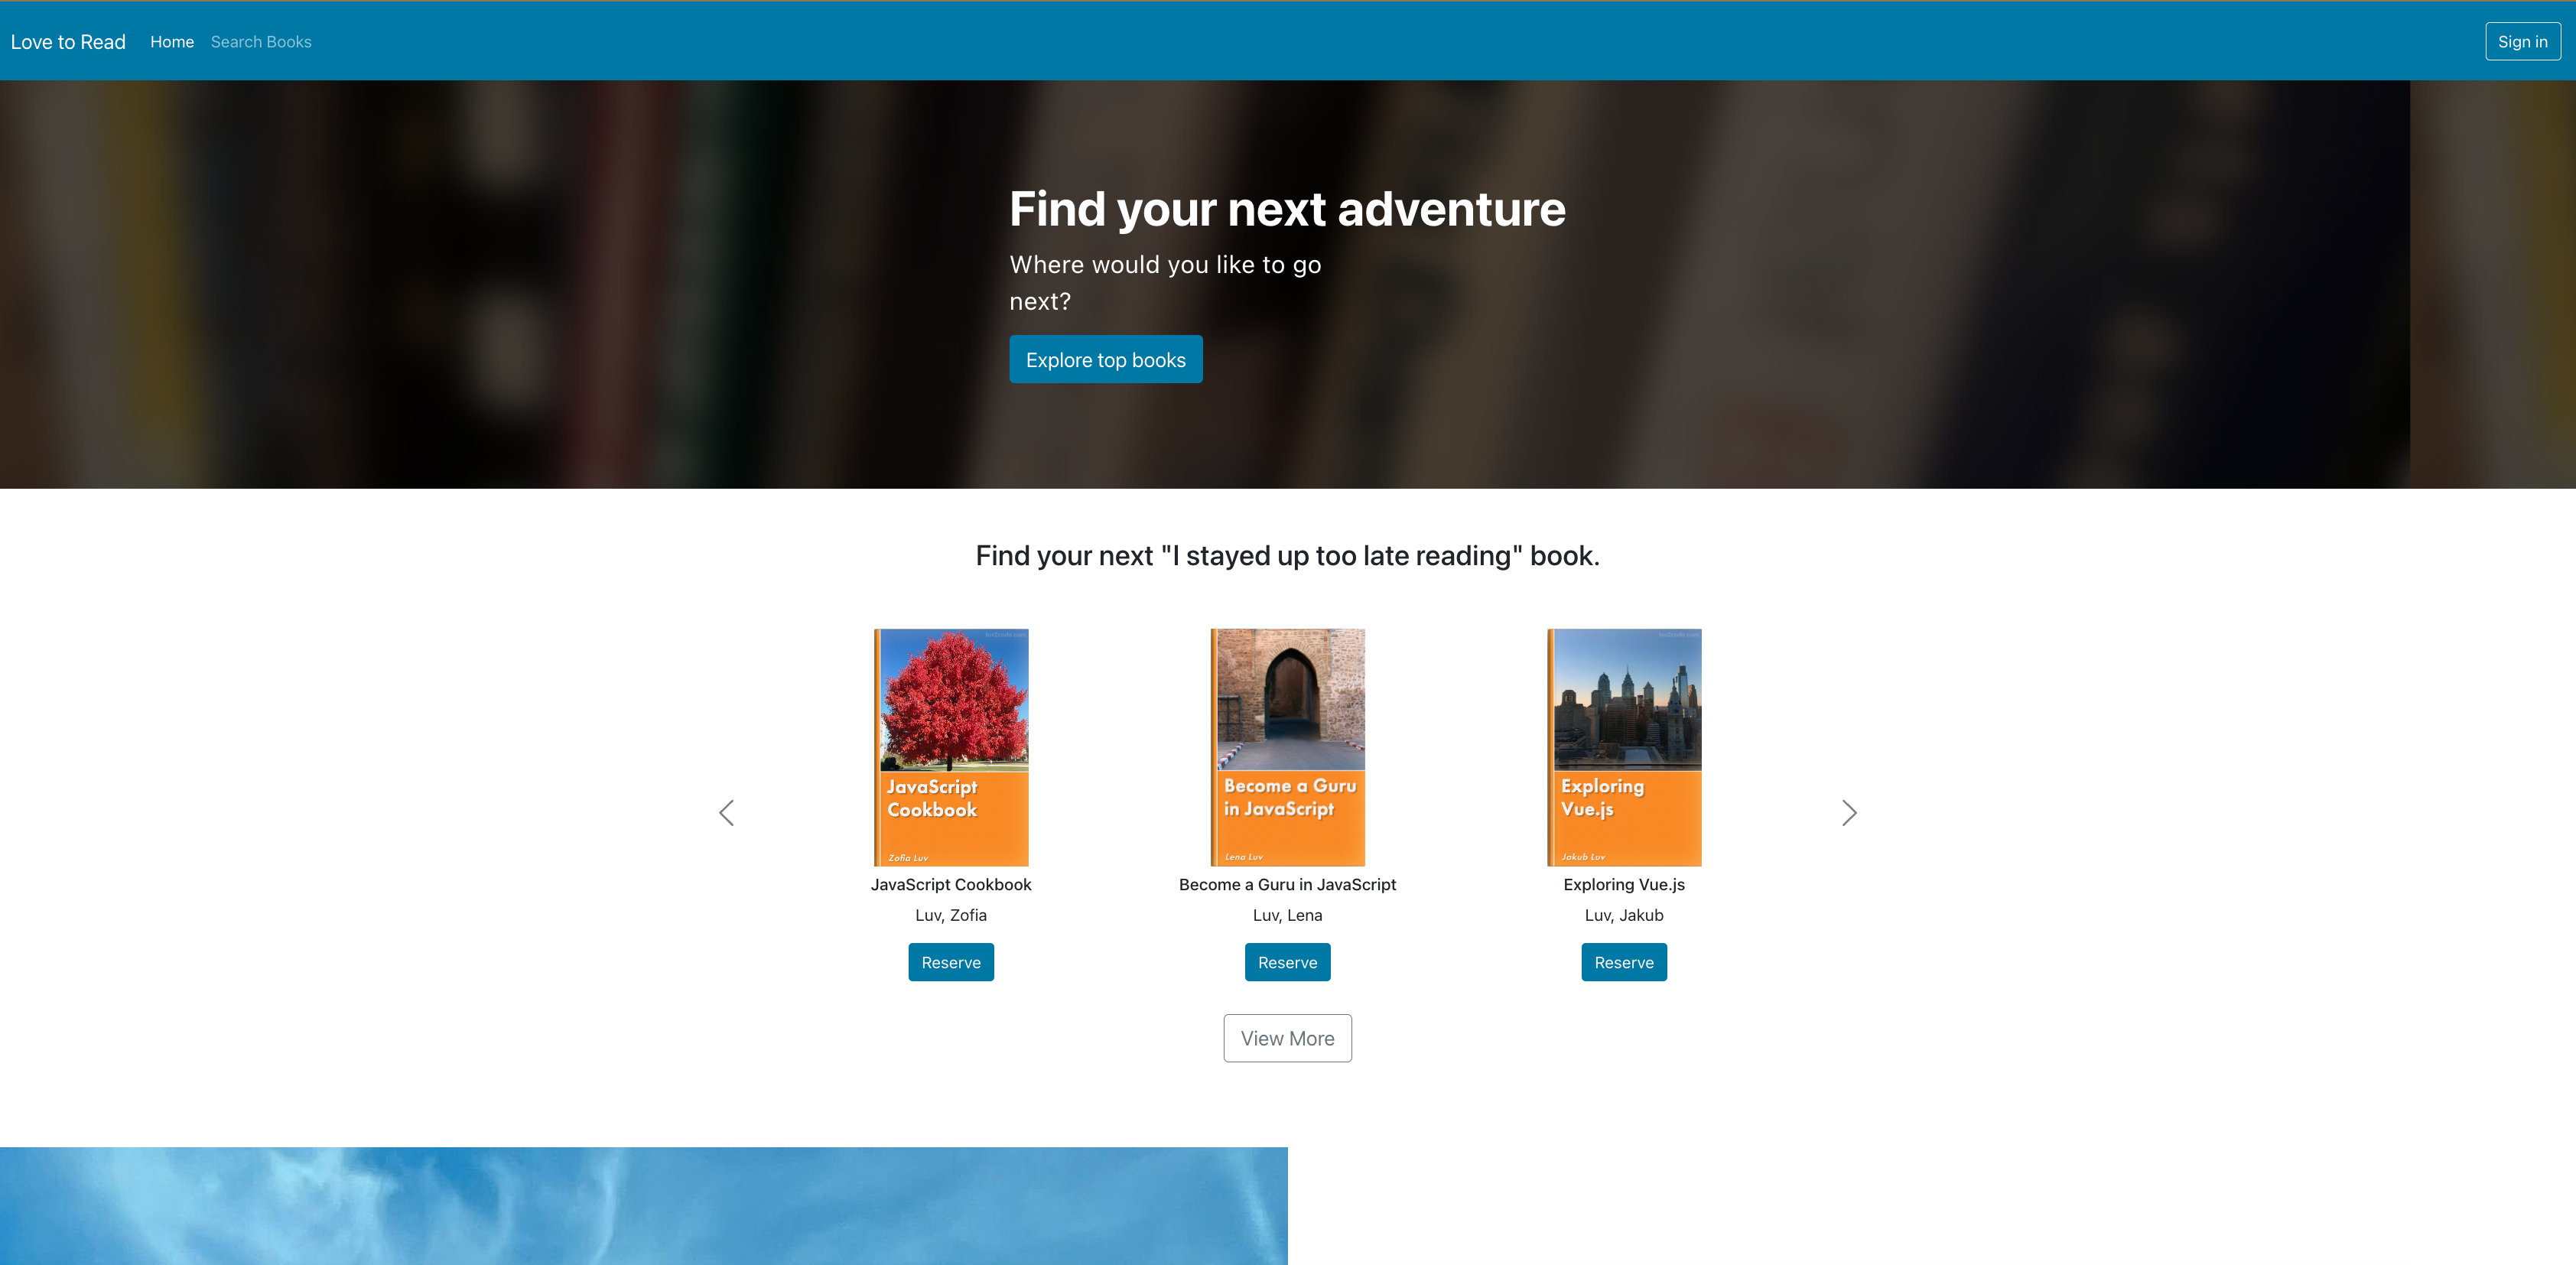 Love to Read Home Search Books Sign in
Find your next adventure
Where would you like to go
next?
Explore top books
Find your next "I stayed up too late reading" book.
JavaScript
Cookbook
Zofia Luv
Become a Guru
in JavaScript
Lena Luv
Exploring
Vue.js
Jakub Luv
JavaScript Cookbook
Become a Guru in JavaScript
Exploring Vue.js
Luv, Zofia
Luv, Lena
Luv, Jakub
Reserve
Reserve
Reserve
View More